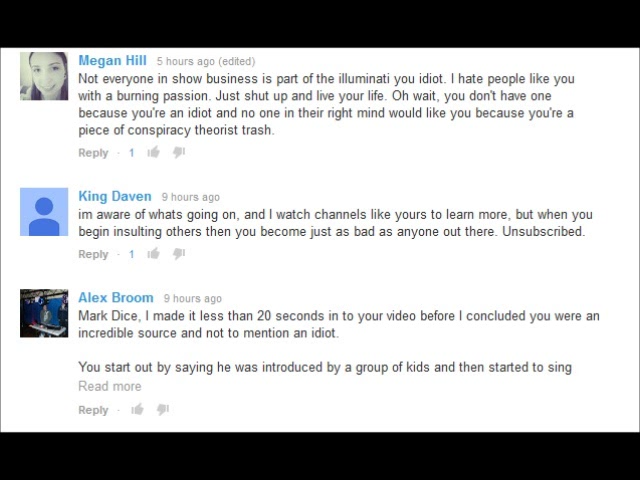 Megan Hill 5 hours ago (edited)
Not everyone in show business is part of the illuminati you idiot. I hate people like you
with a burning passion. Just shut up and live your life. Oh wait, you don't have one
because you're an idiot and no one in their right mind would like you because you're a
piece of conspiracy theorist trash.
Reply · 1
King Daven 9 hours ago
im aware of whats going on, and I watch channels like yours to learn more, but when you
begin insulting others then you become just as bad as anyone out there. Unsubscribed.
Reply · 1
Alex Broom 9 hours ago
Mark Dice, I made it less than 20 seconds in to your video before I concluded you were an
incredible source and not to mention an idiot.
You start out by saying he was introduced by a group of kids and then started to sing
Read more
Reply ·